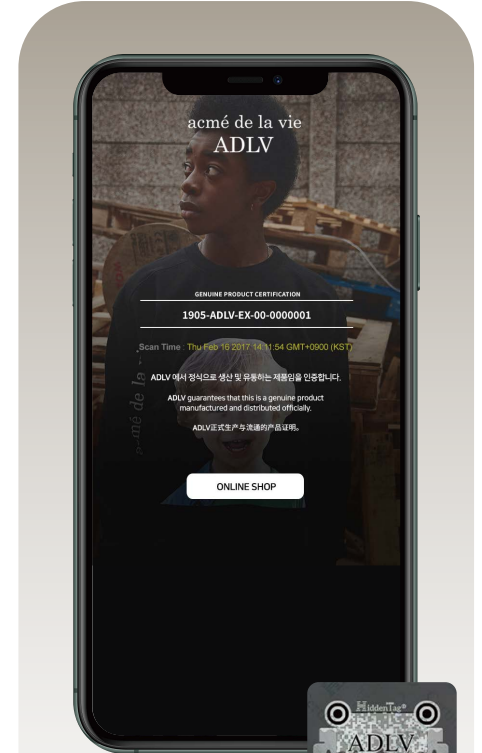 acmé de la vie
ADLV
GENUINE PRODUCT CERTIFICATION
1905-ADLV-EX-00-0000001
Scan Time : Thu Feb 16 2017 14:11:54 GMT+0900 (KST)
ADLV 에서 정식으로 생산 및 유통하는 제품임을 인증합니다.
ADLV guarantees that this is a genuine product
manufactured and distributed officially.
ADLV正式生产与流通的产品证明。
ONLINE SHOP
HiddenTag®
ADLV